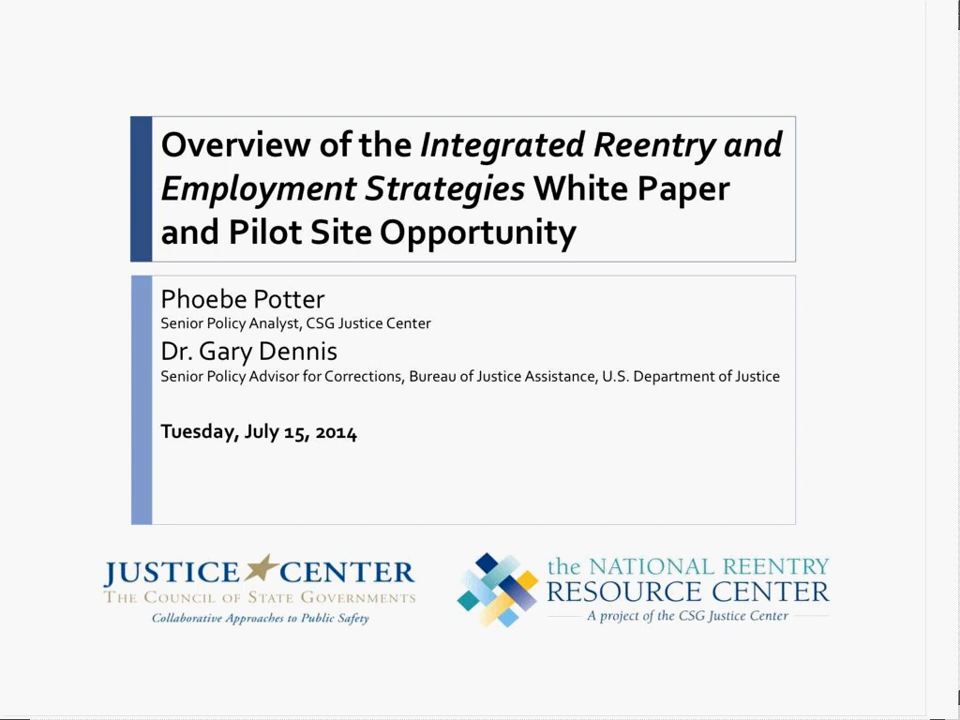 Overview of the Integrated Reentry and
Employment Strategies White Paper
and Pilot Site Opportunity
Phoebe Potter
Senior Policy Analyst, CSG Justice Center
Dr. Gary Dennis
Senior Policy Advisor for Corrections, Bureau of Justice Assistance, U.S. Department of Justice
Tuesday, July 15, 2014
JUSTICE CENTER
THE COUNCIL OF STATE GOVERNMENTS
Collaborative Approaches to Public Safety
the NATIONAL REENTRY
RESOURCE CENTER
A project of the CSG Justice Center